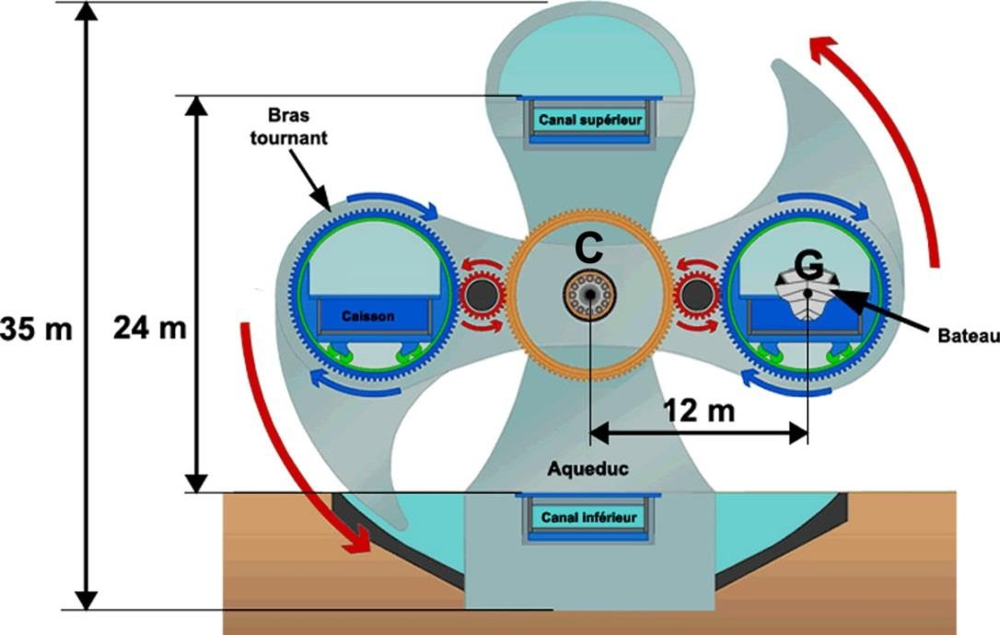 Canal supérieur
Bras
tournant
C
G
35 m
24 m
Caisson
Bateau
12 m
Aqueduc
Canal inférieur